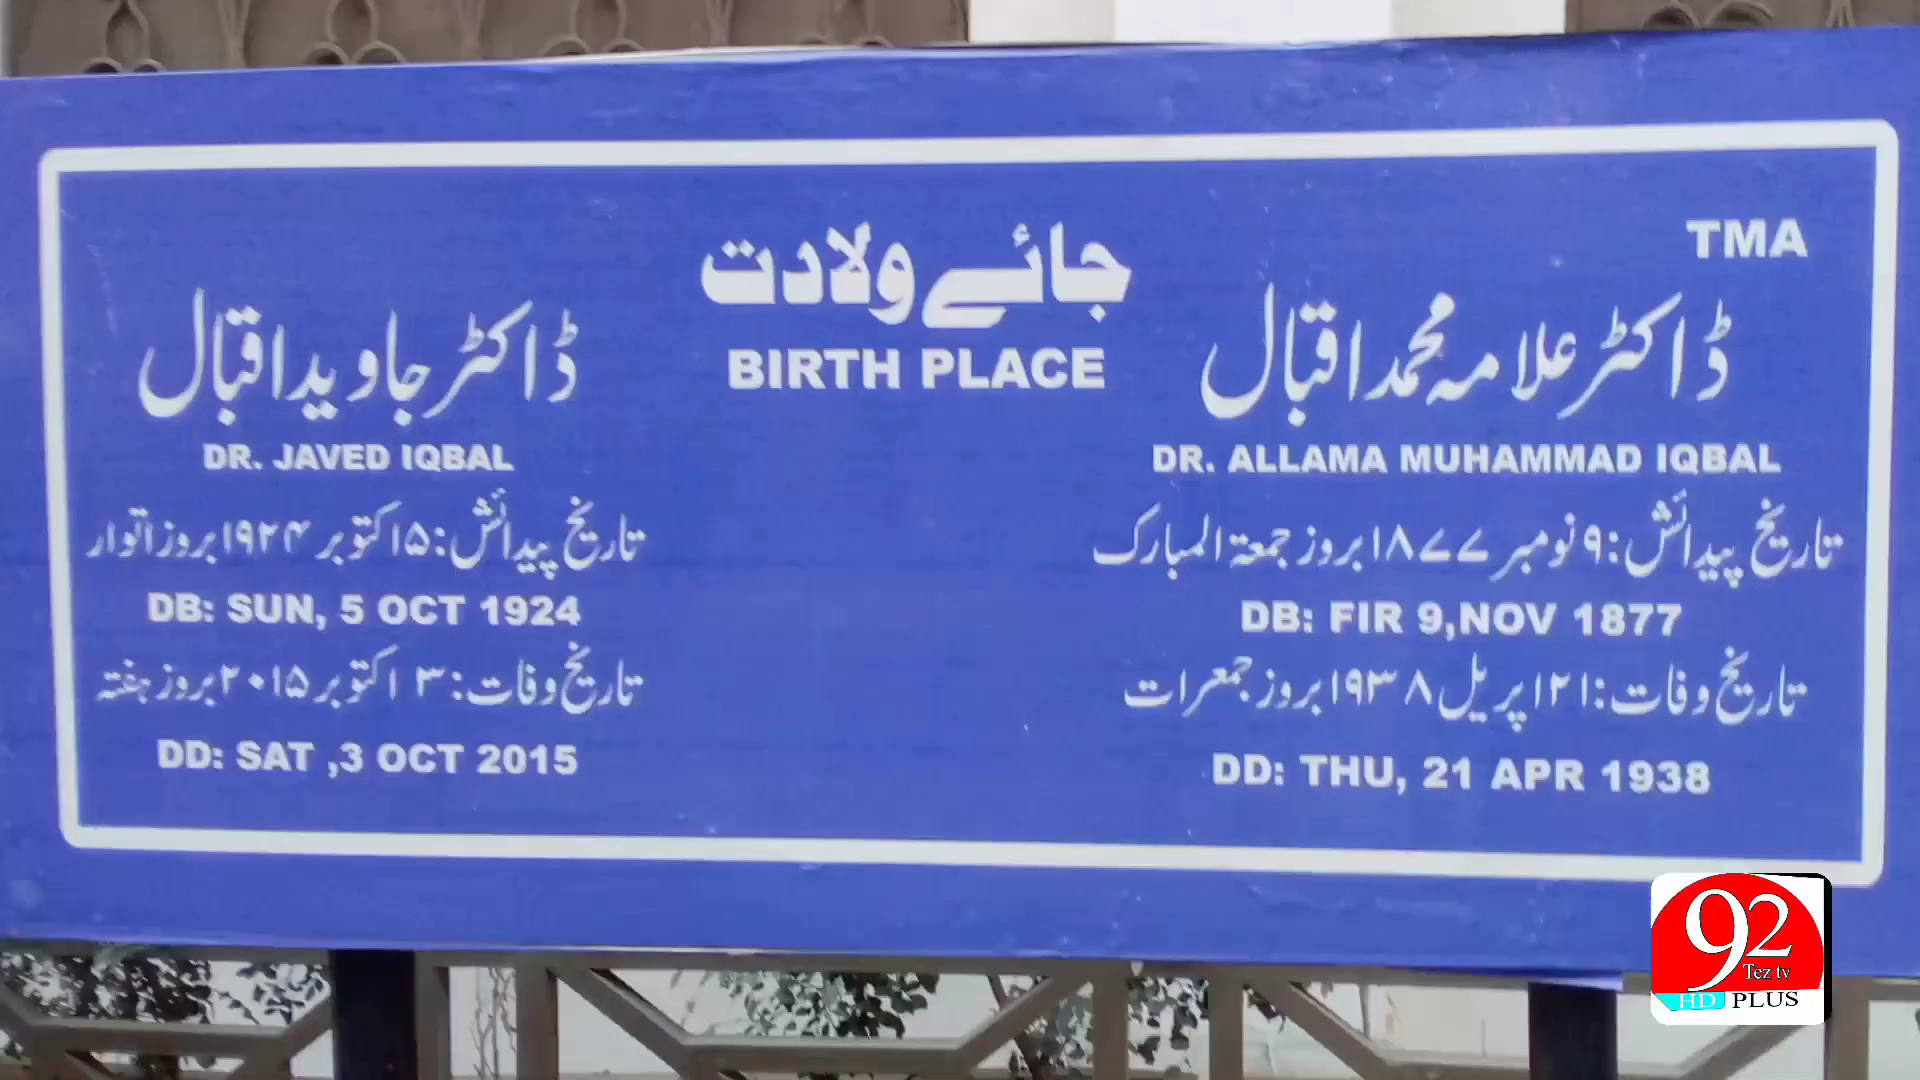 TMA
جائے ولادت
BIRTH PLACE
ڈاکٹر علامہ محمد اقبال
DR. ALLAMA MUHAMMAD IQBAL
تاریخ پیدائش: ۹ نومبر ۱۸۷۷ بروز جمعۃ المبارک
DB: FIR 9,NOV 1877
تاریخ وفات: ۲۱ اپریل ۱۹۳۸ بروز جمعرات
DD: THU, 21 APR 1938
ڈاکٹر جاوید اقبال
DR. JAVED IQBAL
تاریخ پیدائش: ۵ اکتوبر ۱۹۲۴ بروز اتوار
DB: SUN, 5 OCT 1924
تاریخ وفات: ۳ اکتوبر ۲۰۱۵ بروز ہفتہ
DD: SAT ,3 OCT 2015
92
Tez tv
HD PLUS